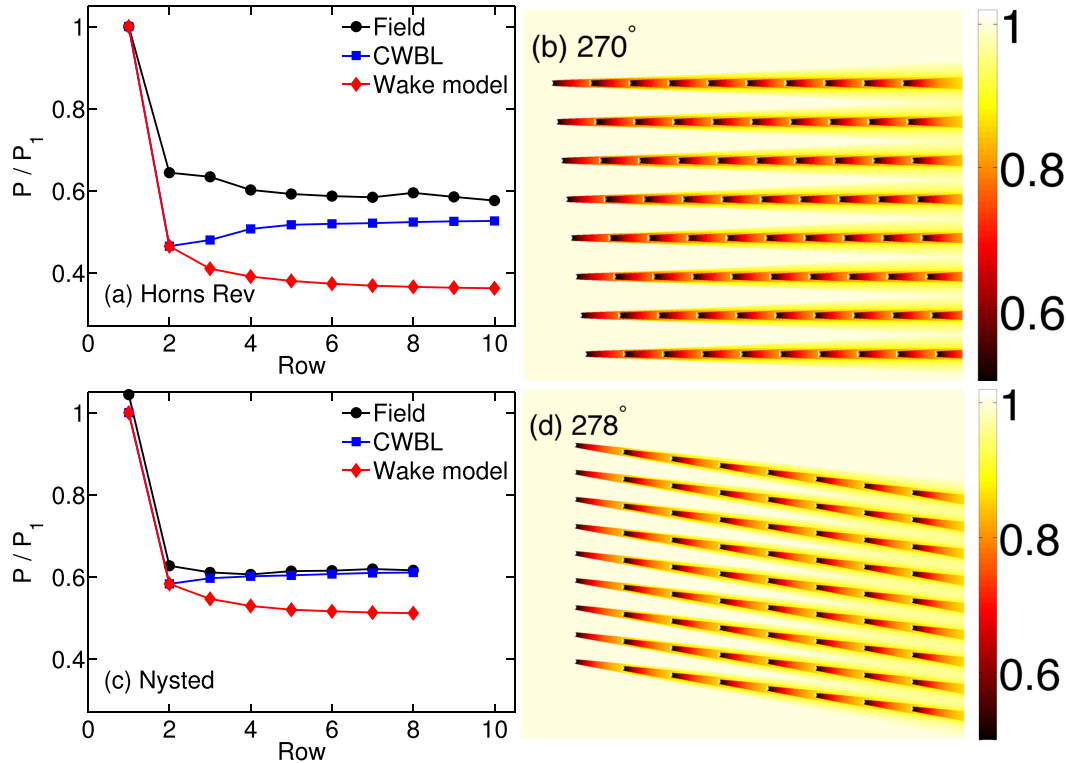 1
0.8
0.6
0.4
P / P1
Field
CWBL
Wake model
(a) Horns Rev
0 2 4 6 8 10
Row
(b) 270°
1
0.8
0.6
1
0.8
0.6
0.4
P / P1
Field
CWBL
Wake model
(c) Nysted
0 2 4 6 8 10
Row
(d) 278°
1
0.8
0.6